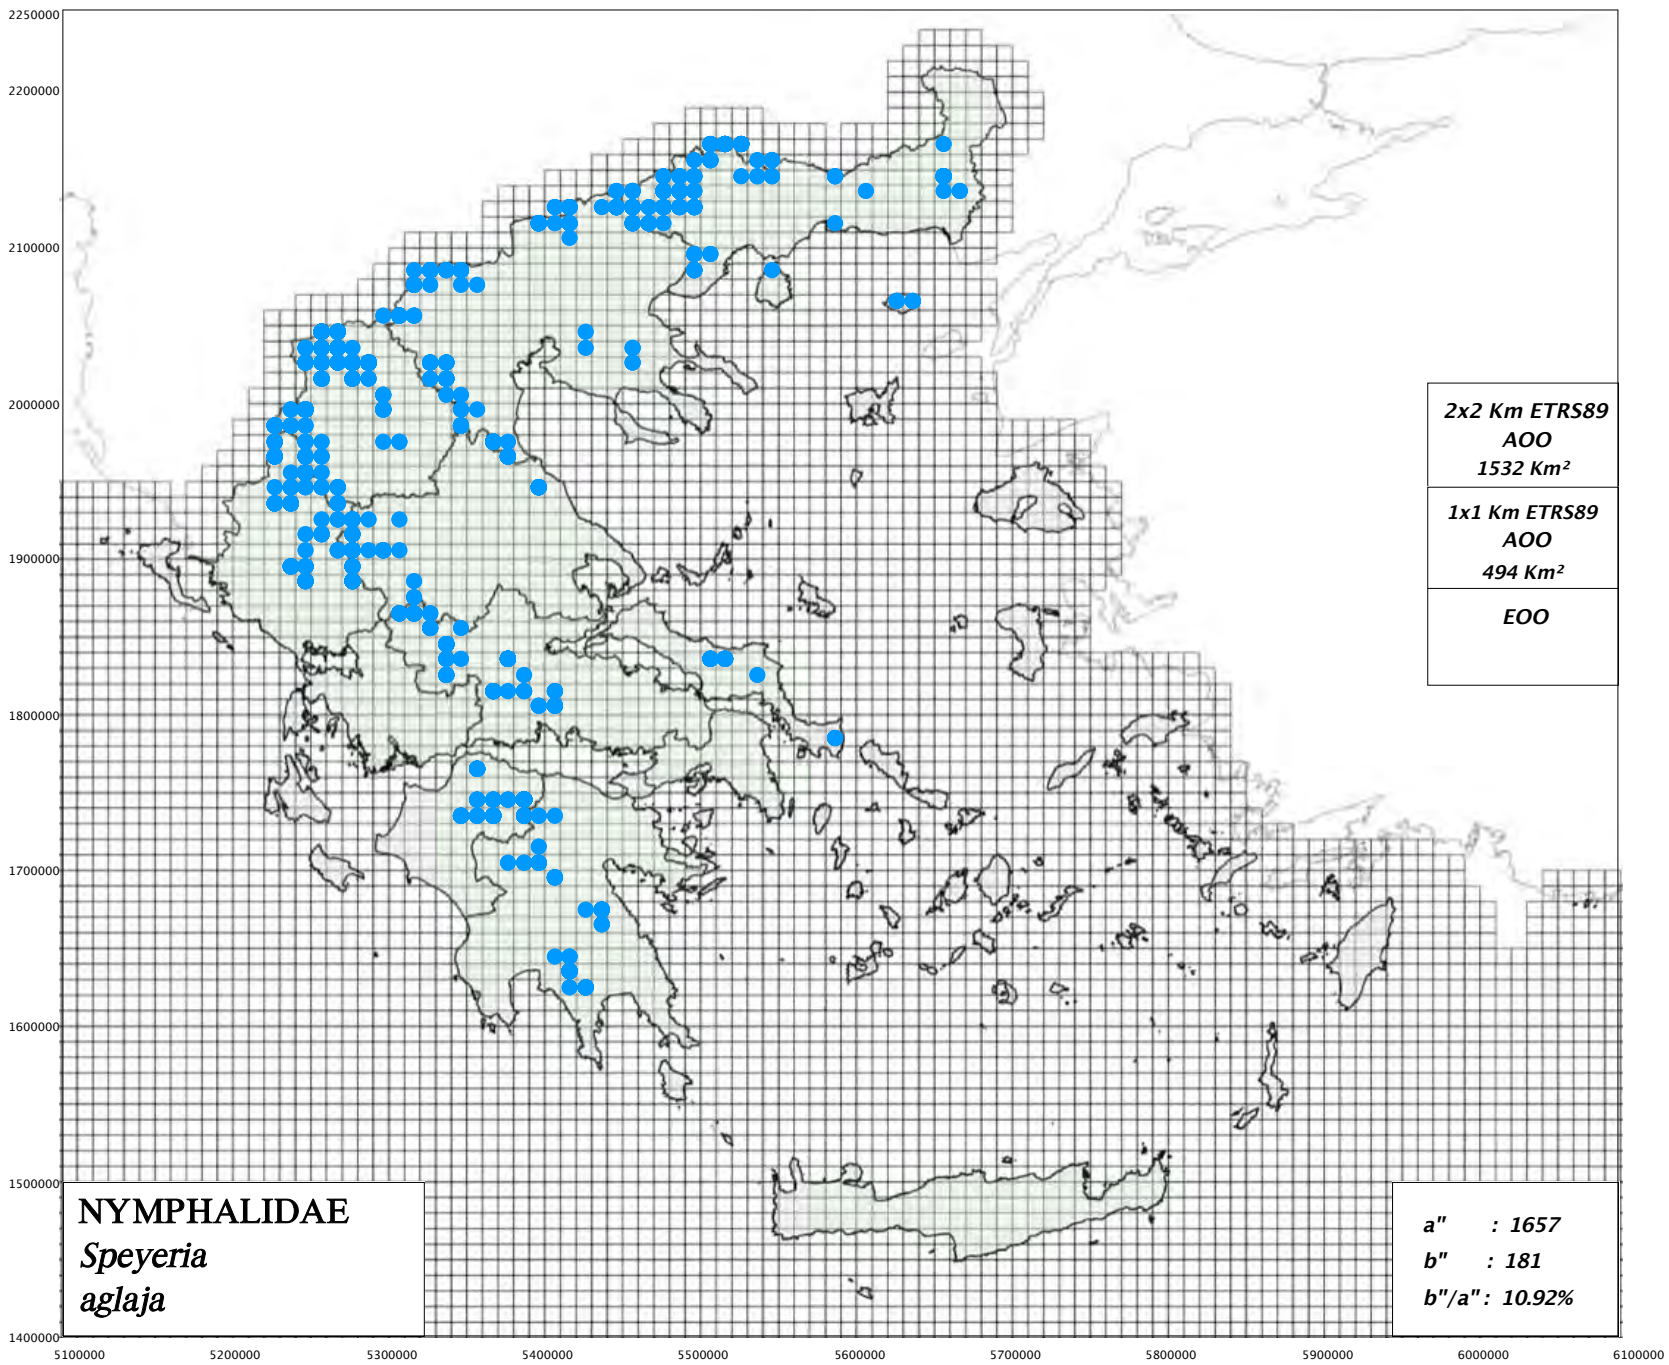 2250000
2200000
2100000
2000000
1900000
1800000
1700000
1600000
1500000
1400000
2x2 Km ETRS89
AOO
1532 Km²
1x1 Km ETRS89
AOO
494 Km²
EOO
NYMPHALIDAE
Speyeria
aglaja
a" : 1657
b" : 181
b"/a" : 10.92%
5100000 5200000 5300000 5400000 5500000 5600000 5700000 5800000 5900000 6000000 6100000